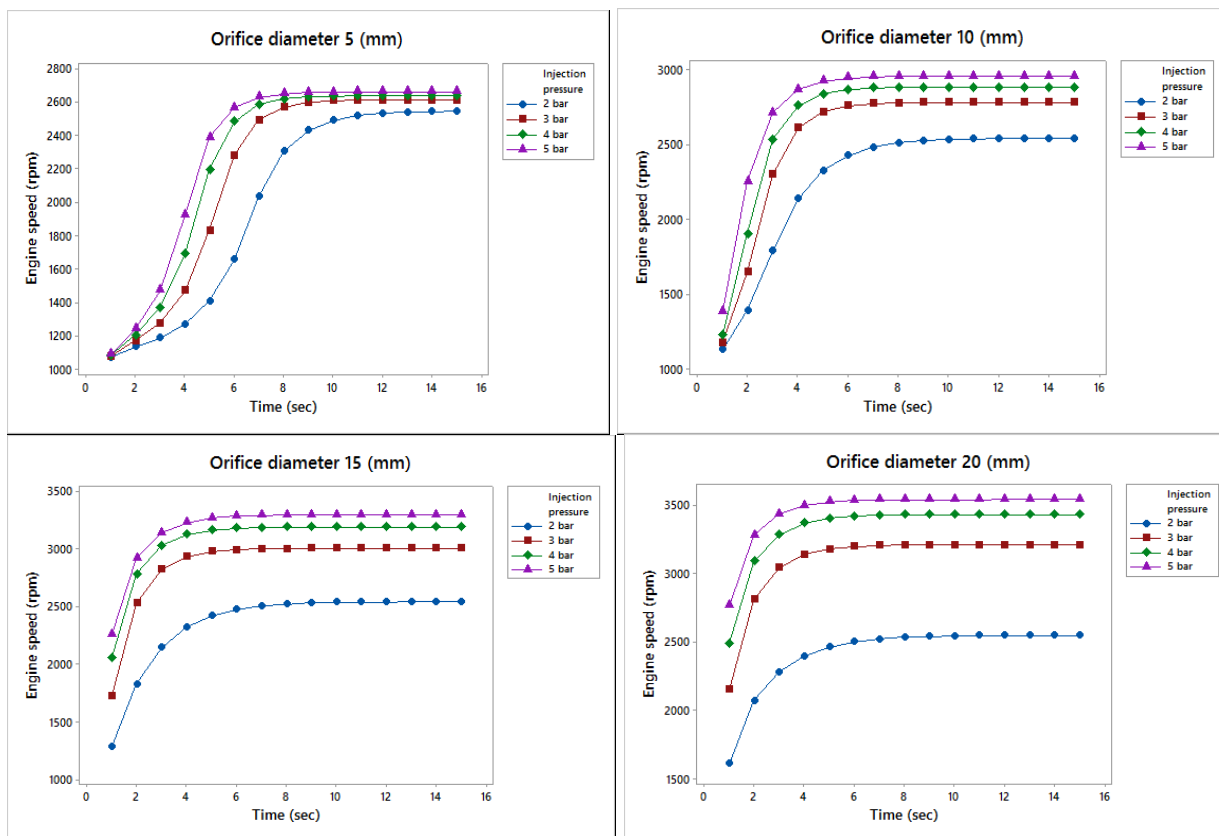 Orifice diameter 5 (mm)
Engine speed (rpm)
2800
2600
2400
2200
2000
1800
1600
1400
1200
1000
0 2 4 6 8 10 12 14 16
Time (sec)
Injection
pressure
2 bar
3 bar
4 bar
5 bar
Orifice diameter 10 (mm)
Engine speed (rpm)
3000
2500
2000
1500
1000
0 2 4 6 8 10 12 14 16
Time (sec)
Injection
pressure
2 bar
3 bar
4 bar
5 bar
Orifice diameter 15 (mm)
Engine speed (rpm)
3500
3000
2500
2000
1500
1000
0 2 4 6 8 10 12 14 16
Time (sec)
Injection
pressure
2 bar
3 bar
4 bar
5 bar
Orifice diameter 20 (mm)
Engine speed (rpm)
3500
3000
2500
2000
1500
0 2 4 6 8 10 12 14 16
Time (sec)
Injection
pressure
2 bar
3 bar
4 bar
5 bar